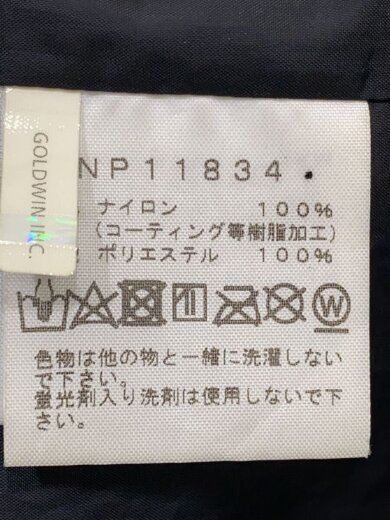 NP11834
ナイロン 100%
(コーティング等樹脂加工)
ポリエステル 100%
W
色物は他の物と一緒に洗濯しない
で下さい。
蛍光剤入り洗剤は使用しないで下
さい。
GOLDWIN INC.